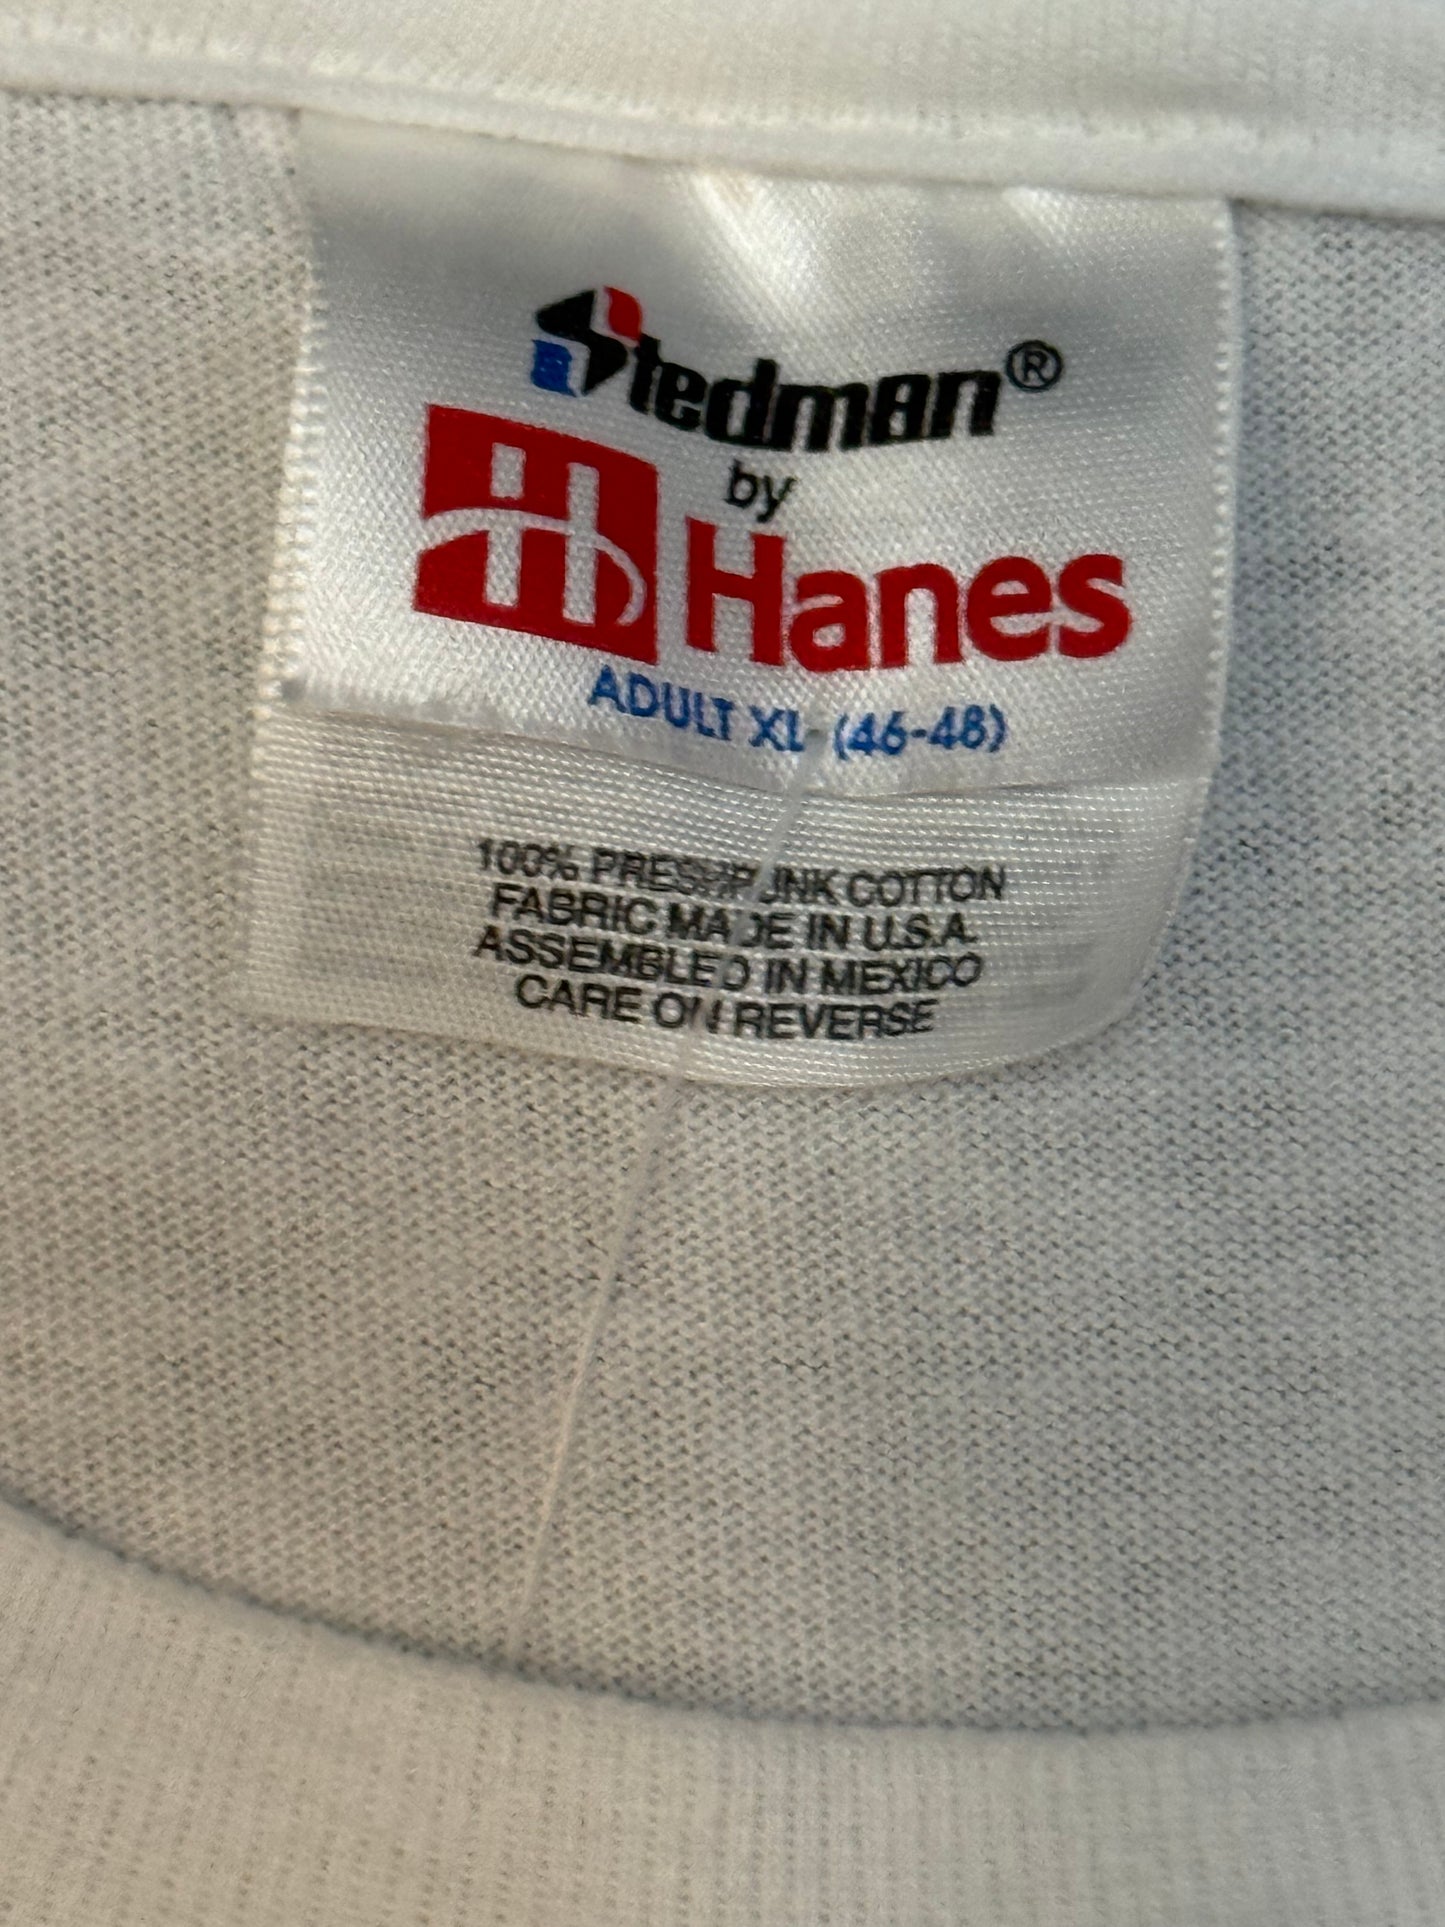 Stedman®
by
Hanes
ADULT XL (46-48)
100% PRESHRUNK COTTON
FABRIC MADE IN U.S.A.
ASSEMBLED IN MEXICO
CARE ON REVERSE